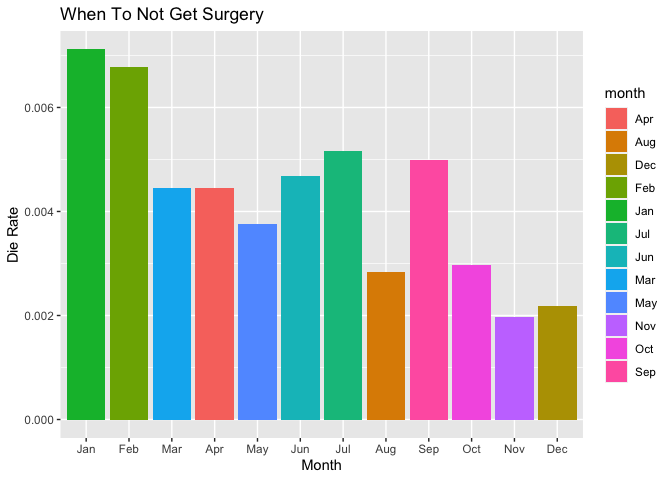 When To Not Get Surgery
Die Rate
0.006
0.004
0.002
0.000
Jan Feb Mar Apr May Jun Jul Aug Sep Oct Nov Dec
Month
month
Apr
Aug
Dec
Feb
Jan
Jul
Jun
Mar
May
Nov
Oct
Sep